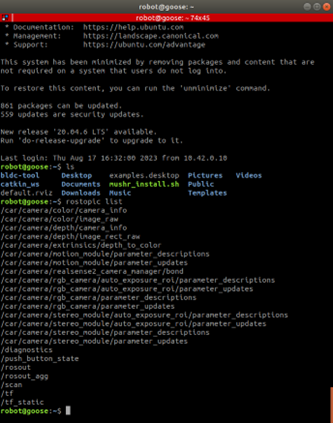 robot@goose: ~
robot@goose: ~ 74x45
* Documentation: https://help.ubuntu.com
* Management: https://landscape.canonical.com
* Support: https://ubuntu.com/advantage
This system has been minimized by removing packages and content that are
not required on a system that users do not log into.
To restore this content, you can run the 'unminimize' command.
861 packages can be updated.
559 updates are security updates.
New release '20.04.6 LTS' available.
Run 'do-release-upgrade' to upgrade to it.
Last login: Thu Aug 17 16:32:00 2023 from 10.42.0.18
robot@goose:~$ ls
bldc-tool Desktop examples.desktop Pictures Videos
catkin_ws Documents mushr_install.sh Public
default.rviz Downloads Music Templates
robot@goose:~$ rostopic list
/car/camera/color/camera_info
/car/camera/color/image_raw
/car/camera/depth/camera_info
/car/camera/depth/image_rect_raw
/car/camera/extrinsics/depth_to_color
/car/camera/motion_module/parameter_descriptions
/car/camera/motion_module/parameter_updates
/car/camera/realsense2_camera_manager/bond
/car/camera/rgb_camera/auto_exposure_roi/parameter_descriptions
/car/camera/rgb_camera/auto_exposure_roi/parameter_updates
/car/camera/rgb_camera/parameter_descriptions
/car/camera/rgb_camera/parameter_updates
/car/camera/stereo_module/auto_exposure_roi/parameter_descriptions
/car/camera/stereo_module/auto_exposure_roi/parameter_updates
/car/camera/stereo_module/parameter_descriptions
/car/camera/stereo_module/parameter_updates
/diagnostics
/push_button_state
/rosout
/rosout_agg
/scan
/tf
/tf_static
robot@goose:~$